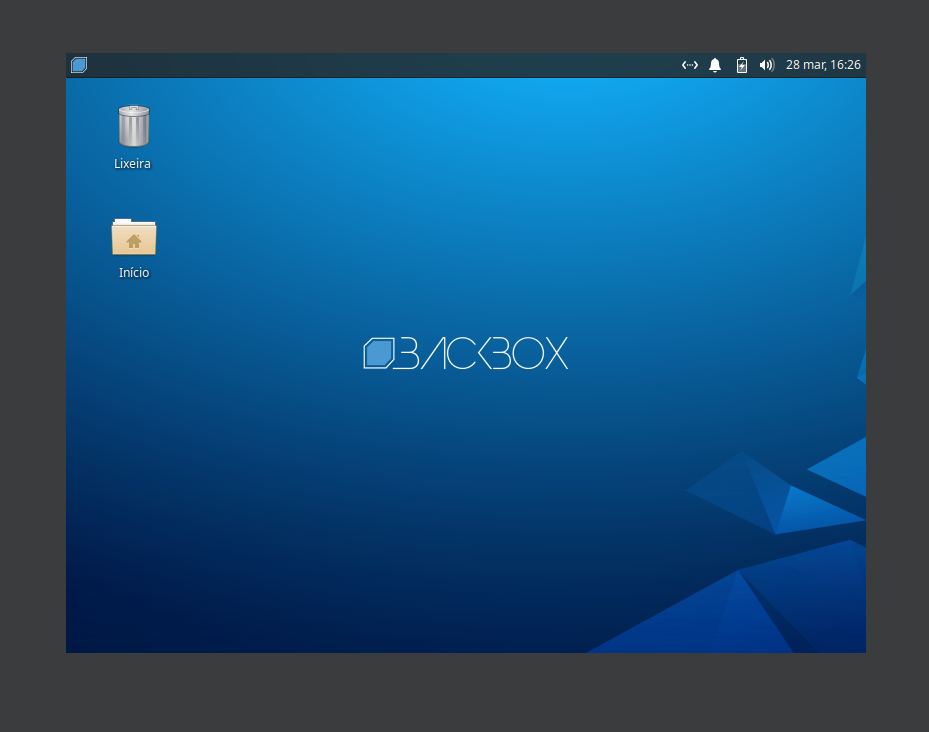 28 mar, 16:26
Lixeira
Início
BACKBOX